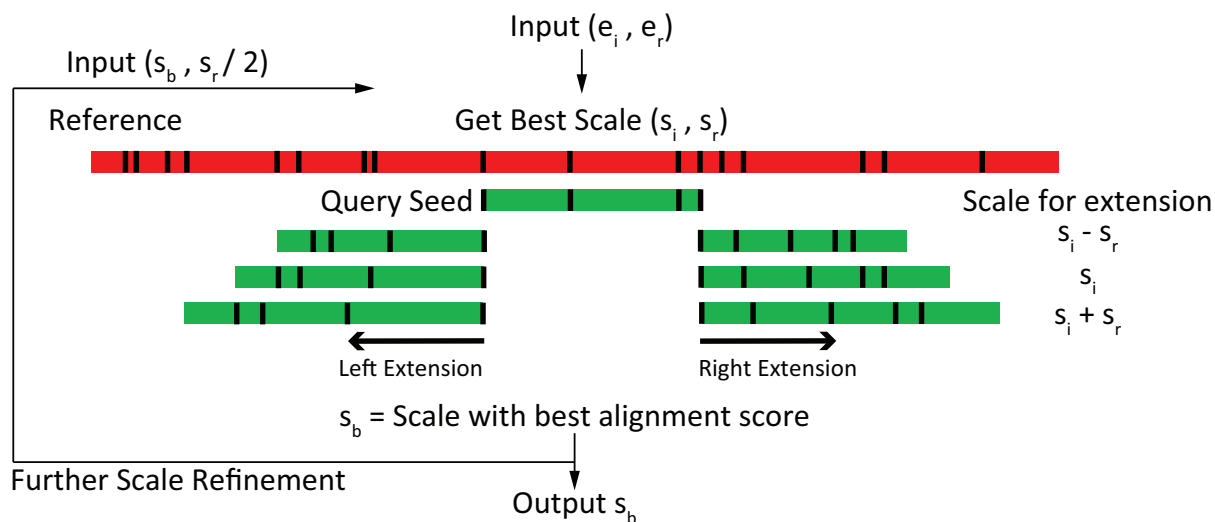 Input (e_i , e_r)
Input (s_b , s_r / 2)
Reference
Get Best Scale (s_i , s_r)
Query Seed
Scale for extension
s_i - s_r
s_i
s_i + s_r
Left Extension
Right Extension
s_b = Scale with best alignment score
Further Scale Refinement
Output s_b